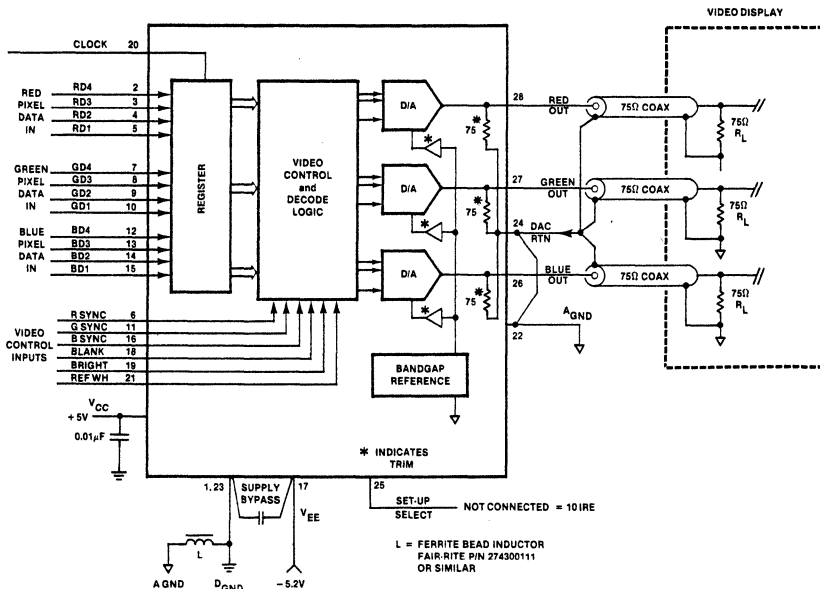 VIDEO DISPLAY
CLOCK 20
RED PIXEL DATA IN
RD4 2
RD3 3
RD2 4
RD1 5
GREEN PIXEL DATA IN
GD4 7
GD3 8
GD2 9
GD1 10
BLUE PIXEL DATA IN
BD4 12
BD3 13
BD2 14
BD1 15
REGISTER
VIDEO CONTROL and DECODE LOGIC
D/A
D/A
D/A
*
*
*
75 *
75 *
75 *
28 RED OUT
27 GREEN OUT
24 DAC RTN
26 BLUE OUT
22 AGND
75Ω COAX
75Ω COAX
75Ω COAX
75Ω RL
75Ω RL
75Ω RL
VIDEO CONTROL INPUTS
R SYNC 6
G SYNC 11
B SYNC 16
BLANK 18
BRIGHT 19
REF WH 21
BANDGAP REFERENCE
VCC
+5V
0.01μF
* INDICATES TRIM
1, 23 SUPPLY BYPASS 17
VEE
25
SET-UP SELECT NOT CONNECTED = 10 IRE
L
A GND
DGND
−5.2V
L = FERRITE BEAD INDUCTOR
FAIR-RITE P/N 274300111
OR SIMILAR